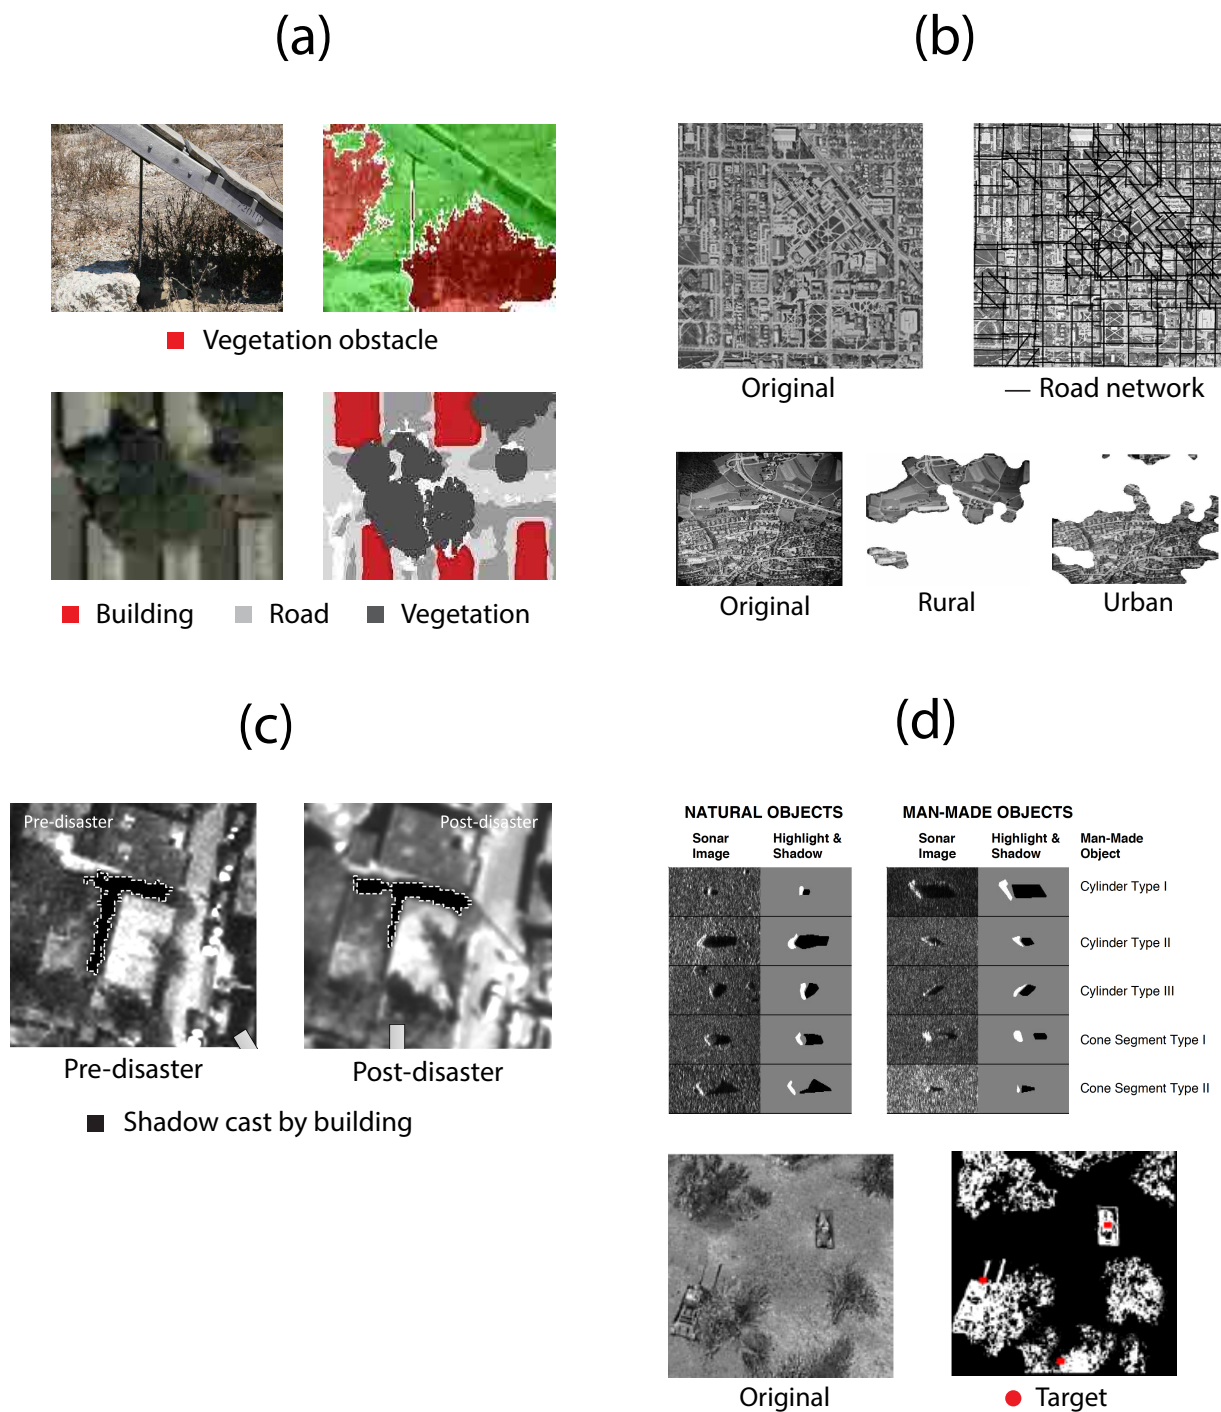 (a)
Vegetation obstacle
Building Road Vegetation
(b)
Original
Road network
Original Rural Urban
(c)
Pre-disaster Post-disaster
Pre-disaster Post-disaster
Shadow cast by building
(d)
NATURAL OBJECTS MAN-MADE OBJECTS
Sonar Image Highlight & Shadow Sonar Image Highlight & Shadow Man-Made Object
Cylinder Type I
Cylinder Type II
Cylinder Type III
Cone Segment Type I
Cone Segment Type II
Original Target